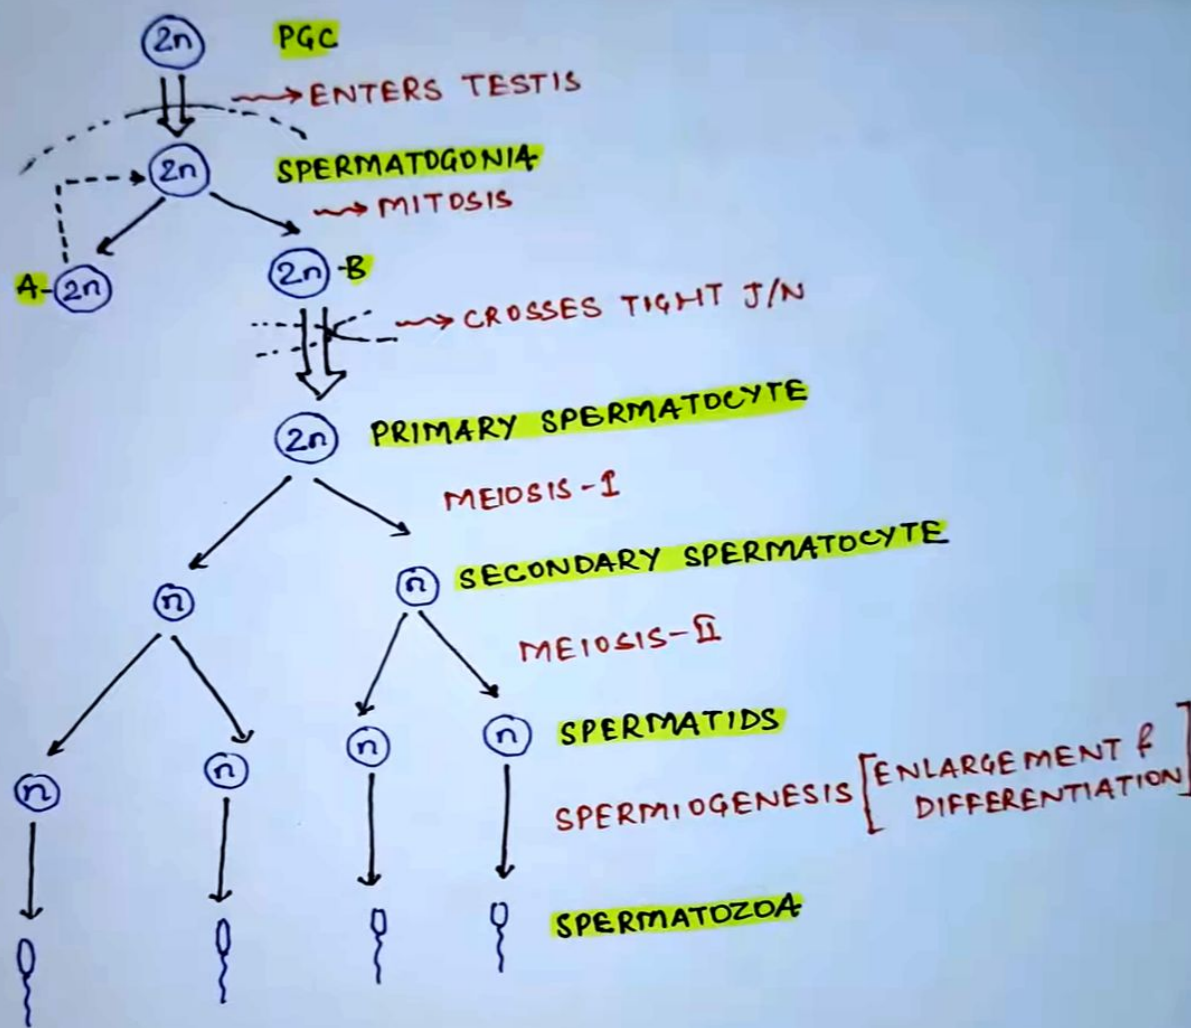 2n PGC
ENTERS TESTIS
2n SPERMATOGONIA
MITOSIS
A-2n 2n-B
CROSSES TIGHT J/N
2n PRIMARY SPERMATOCYTE
MEIOSIS-I
n n SECONDARY SPERMATOCYTE
MEIOSIS-II
n n n n SPERMATIDS
SPERMIOGENESIS [ENLARGEMENT &
DIFFERENTIATION]
SPERMATOZOA